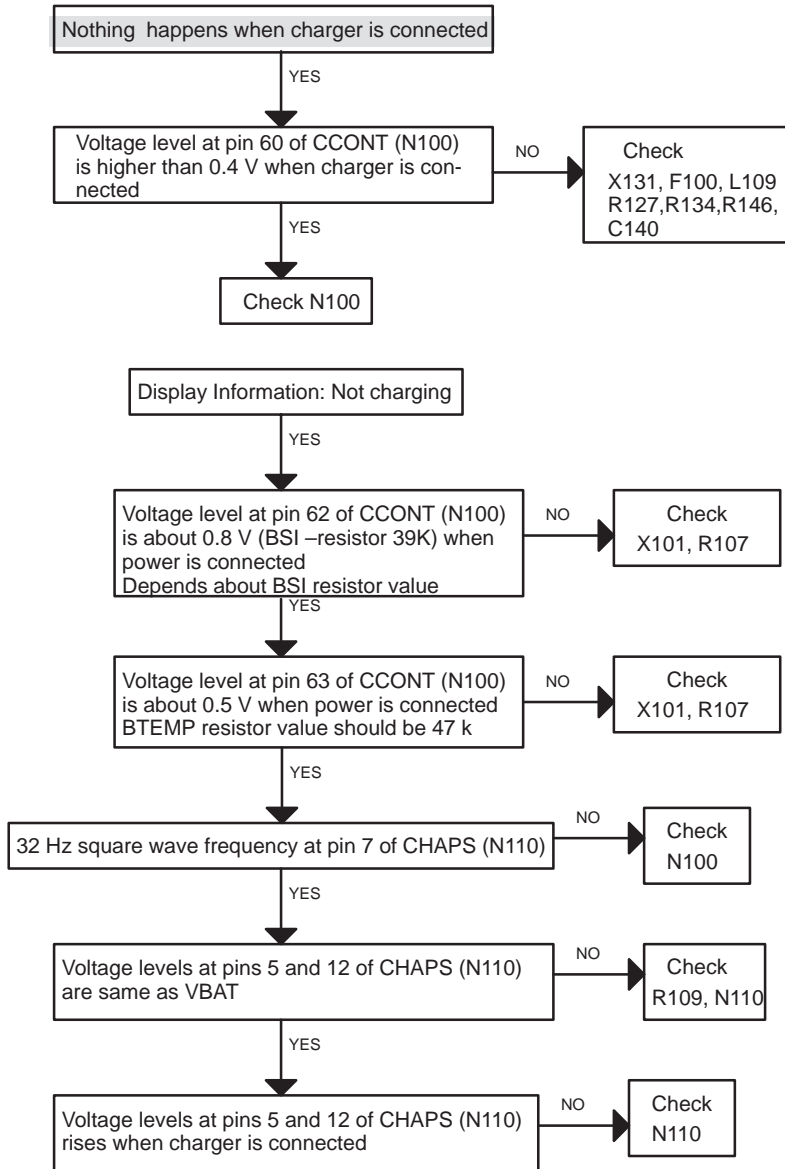 Nothing happens when charger is connected
YES
Voltage level at pin 60 of CCONT (N100)
is higher than 0.4 V when charger is con-
nected
NO
Check
X131, F100, L109
R127,R134,R146,
C140
YES
Check N100
Display Information: Not charging
YES
Voltage level at pin 62 of CCONT (N100)
is about 0.8 V (BSI –resistor 39K) when
power is connected
Depends about BSI resistor value
NO
Check
X101, R107
YES
Voltage level at pin 63 of CCONT (N100)
is about 0.5 V when power is connected
BTEMP resistor value should be 47 k
NO
Check
X101, R107
YES
32 Hz square wave frequency at pin 7 of CHAPS (N110)
NO
Check
N100
YES
Voltage levels at pins 5 and 12 of CHAPS (N110)
are same as VBAT
NO
Check
R109, N110
YES
Voltage levels at pins 5 and 12 of CHAPS (N110)
rises when charger is connected
NO
Check
N110